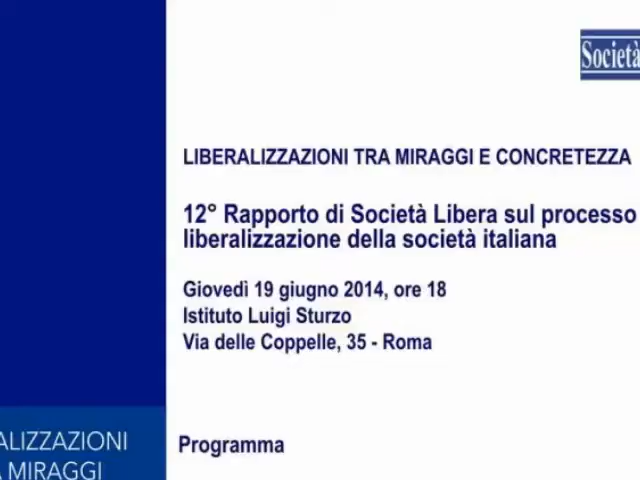 Società
LIBERALIZZAZIONI TRA MIRAGGI E CONCRETEZZA
12° Rapporto di Società Libera sul processo
liberalizzazione della società italiana
Giovedì 19 giugno 2014, ore 18
Istituto Luigi Sturzo
Via delle Coppelle, 35 - Roma
Programma
ALIZZAZIONI
A MIRAGGI